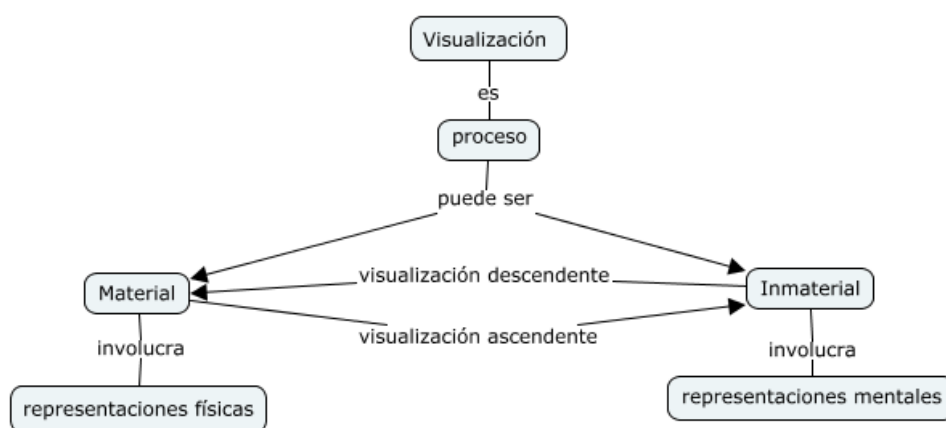 Visualización
es
proceso
puede ser
visualización descendente
Material
Inmaterial
visualización ascendente
involucra
involucra
representaciones físicas
representaciones mentales